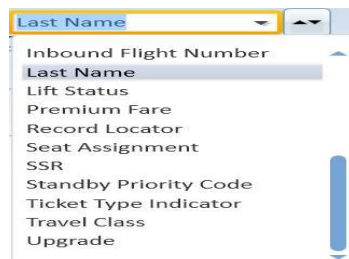 Last Name
Inbound Flight Number
Last Name
Lift Status
Premium Fare
Record Locator
Seat Assignment
SSR
Standby Priority Code
Ticket Type Indicator
Travel Class
Upgrade